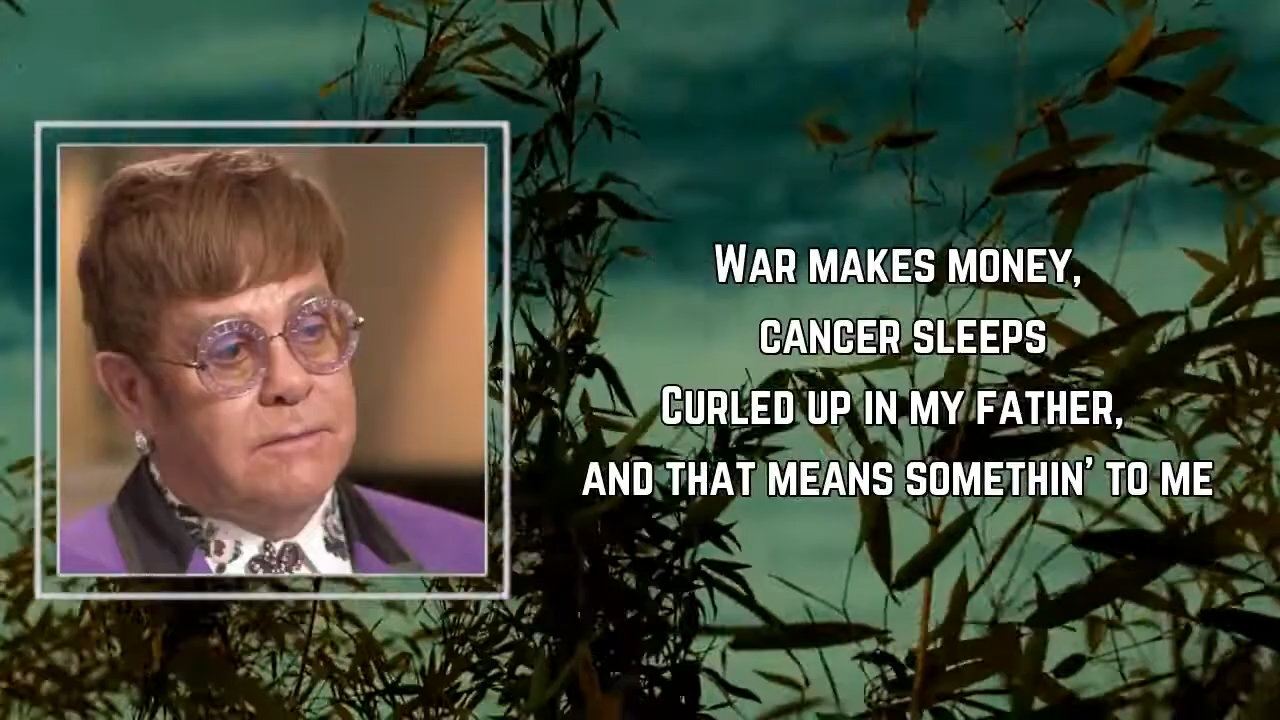 War makes money,
cancer sleeps
Curled up in my father,
and that means somethin' to me